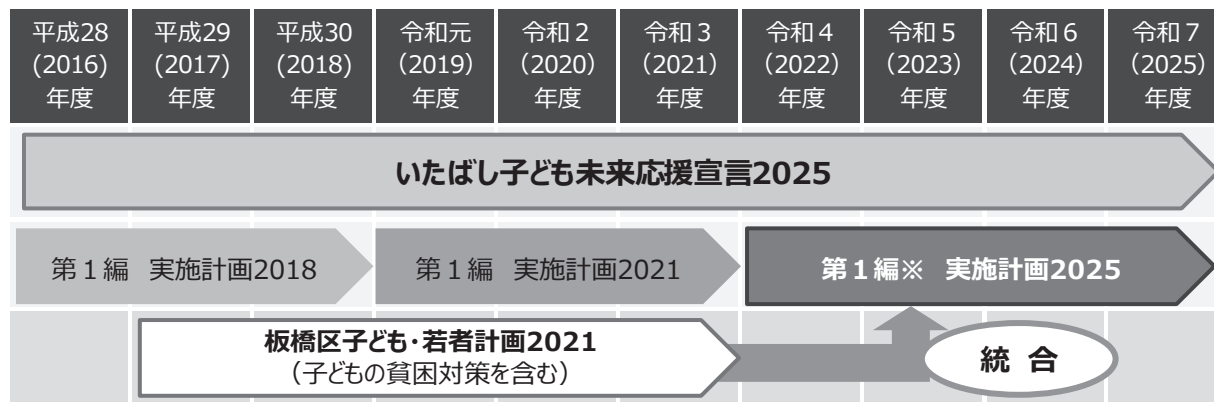 平成28
(2016)
年度
平成29
(2017)
年度
平成30
(2018)
年度
令和元
(2019)
年度
令和2
(2020)
年度
令和3
(2021)
年度
令和4
(2022)
年度
令和5
(2023)
年度
令和6
(2024)
年度
令和7
(2025)
年度
いたばし子ども未来応援宣言2025
第1編 実施計画2018
第1編 実施計画2021
第1編※ 実施計画2025
板橋区子ども・若者計画2021
（子どもの貧困対策を含む）
統 合